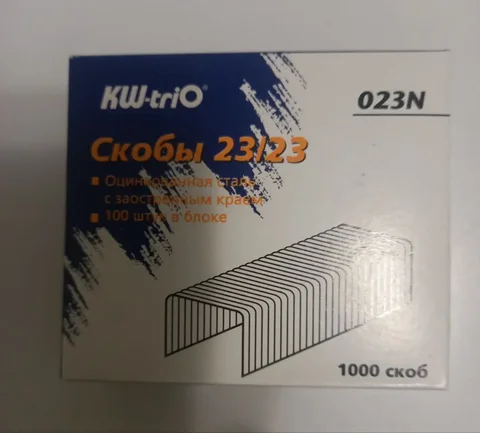 KW-triO®
023N
Скобы 23/23
Оцинкованная сталь
с заостренным краем
100 штук в блоке
1000 скоб